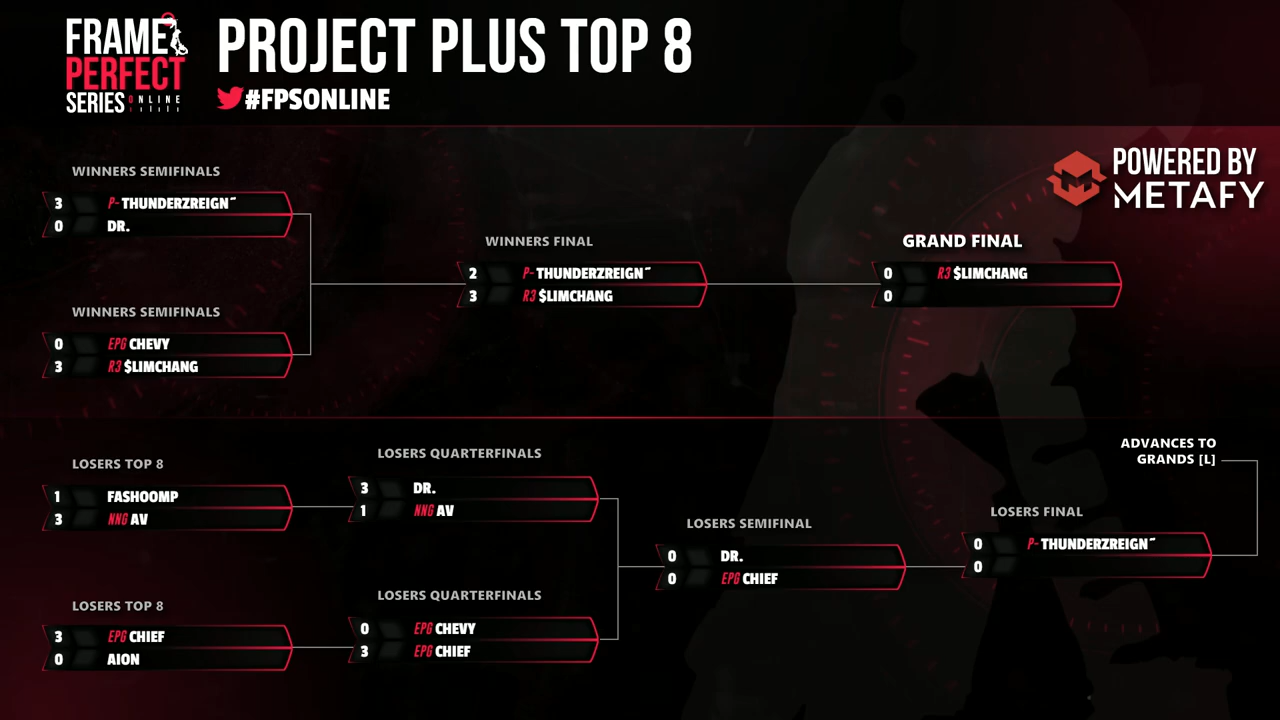 FRAME
PERFECT
SERIES ONLINE
PROJECT PLUS TOP 8
#FPSONLINE
POWERED BY
METAFY
WINNERS SEMIFINALS
3 P- THUNDERZREIGN~
0 DR.
WINNERS SEMIFINALS
0 EPG CHEVY
3 R3 $LIMCHANG
WINNERS FINAL
2 P- THUNDERZREIGN~
3 R3 $LIMCHANG
GRAND FINAL
0 R3 $LIMCHANG
0
LOSERS TOP 8
1 FASHOOMP
3 NNG AV
LOSERS TOP 8
3 EPG CHIEF
0 AION
LOSERS QUARTERFINALS
3 DR.
1 NNG AV
LOSERS QUARTERFINALS
0 EPG CHEVY
3 EPG CHIEF
LOSERS SEMIFINAL
0 DR.
0 EPG CHIEF
LOSERS FINAL
0 P- THUNDERZREIGN~
0
ADVANCES TO
GRANDS [L]